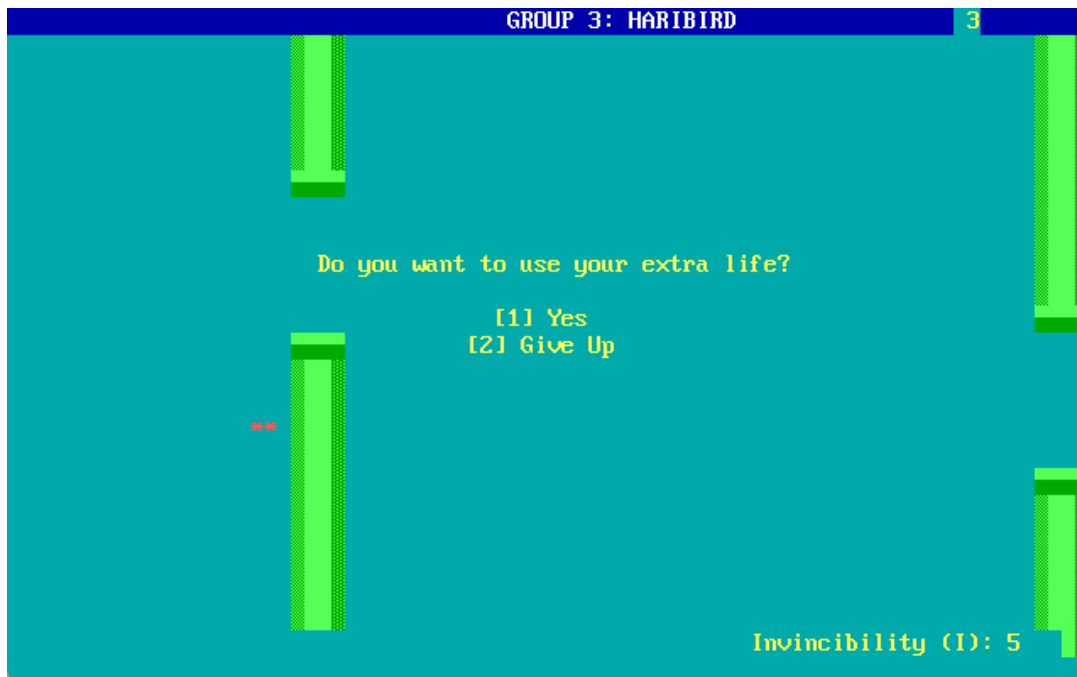 GROUP 3: HARIBIRD 3
Do you want to use your extra life?
[1] Yes
[2] Give Up
**
Invincibility (I): 5